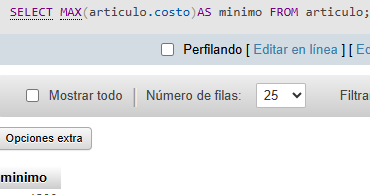 SELECT MAX(articulo.costo)AS minimo FROM articulo;
Perfilando [ Editar en línea ] [ Ec
Mostrar todo Número de filas: 25 Filtra
Opciones extra
minimo